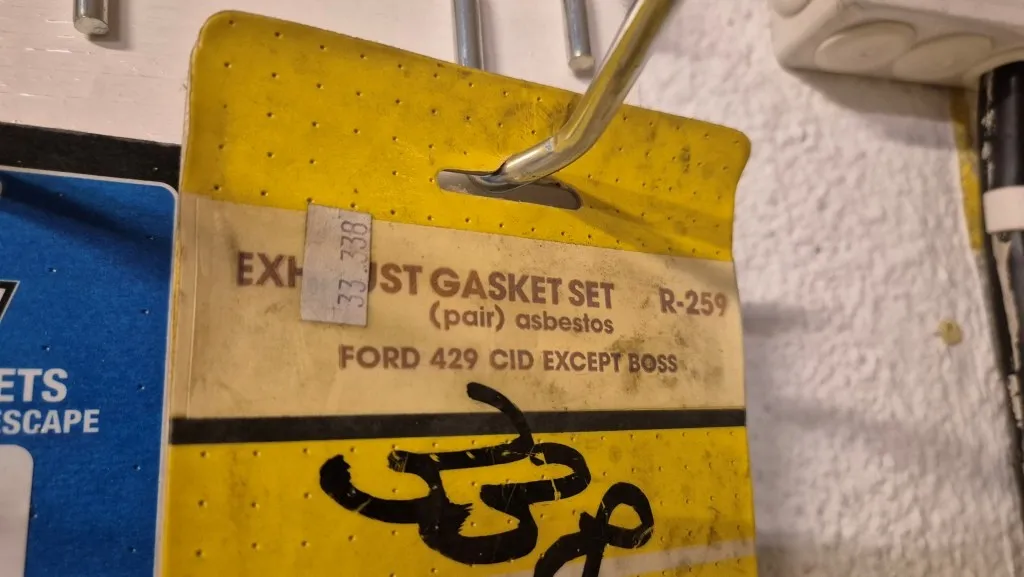 EXH UST GASKET SET R-259
33 338
(pair) asbestos
FORD 429 CID EXCEPT BOSS
ETS
ESCAPE